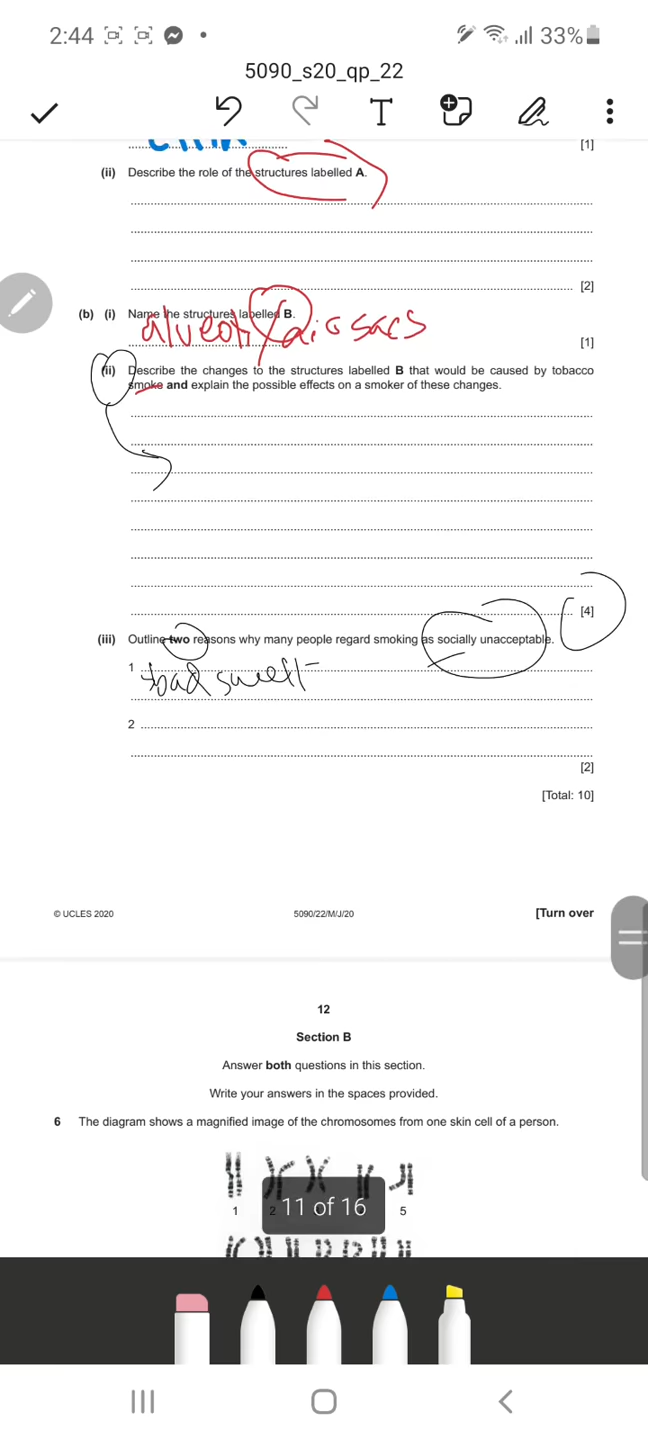 2:44 33%
5090_s20_qp_22
T
[1]
(ii) Describe the role of the structures labelled A.
[2]
(b) (i) Name the structures labelled B.
alveoli/air sacs
[1]
(ii) Describe the changes to the structures labelled B that would be caused by tobacco
smoke and explain the possible effects on a smoker of these changes.
[4]
(iii) Outline two reasons why many people regard smoking as socially unacceptable.
1 bad smell
2
[2]
[Total: 10]
© UCLES 2020 5090/22/M/J/20 [Turn over
12
Section B
Answer both questions in this section.
Write your answers in the spaces provided.
6 The diagram shows a magnified image of the chromosomes from one skin cell of a person.
1 2 11 of 16 5